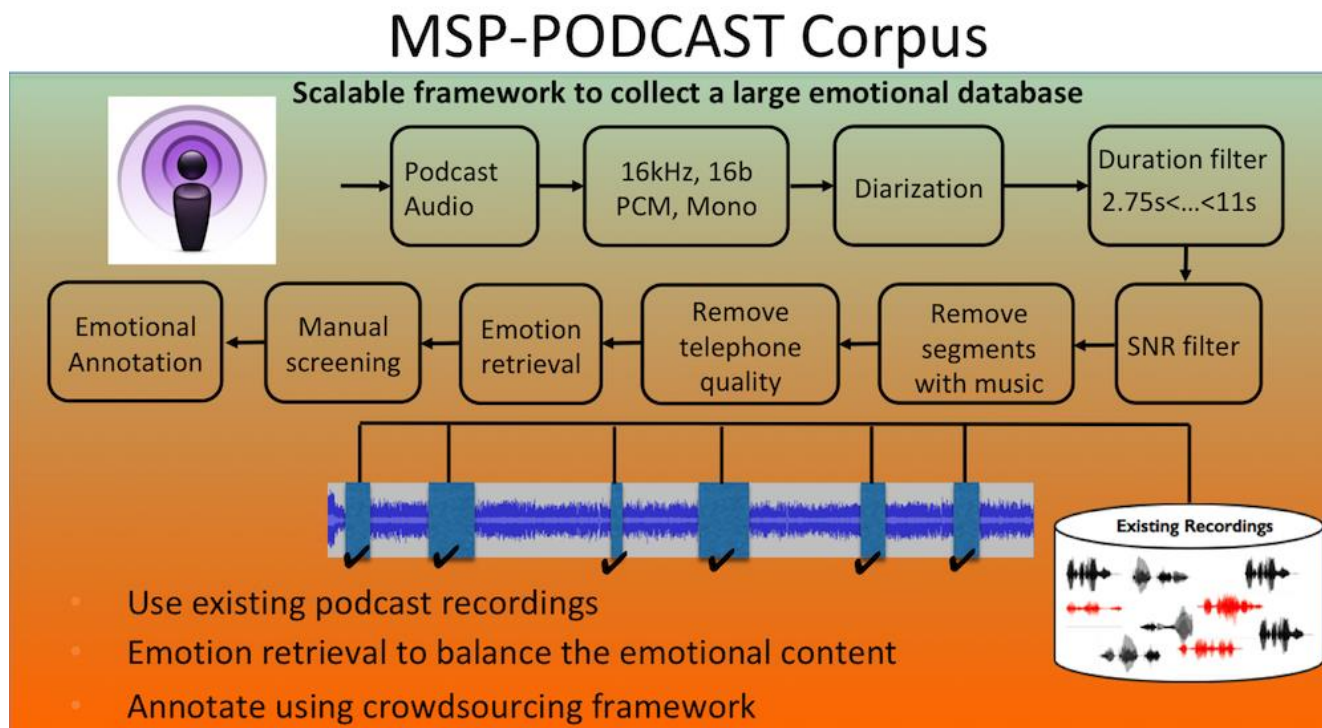 MSP-PODCAST Corpus
Scalable framework to collect a large emotional database
Podcast
Audio
16kHz, 16b
PCM, Mono
Diarization
Duration filter
2.75s<...<11s
Emotional
Annotation
Manual
screening
Emotion
retrieval
Remove
telephone
quality
Remove
segments
with music
SNR filter
Existing Recordings
• Use existing podcast recordings
• Emotion retrieval to balance the emotional content
• Annotate using crowdsourcing framework